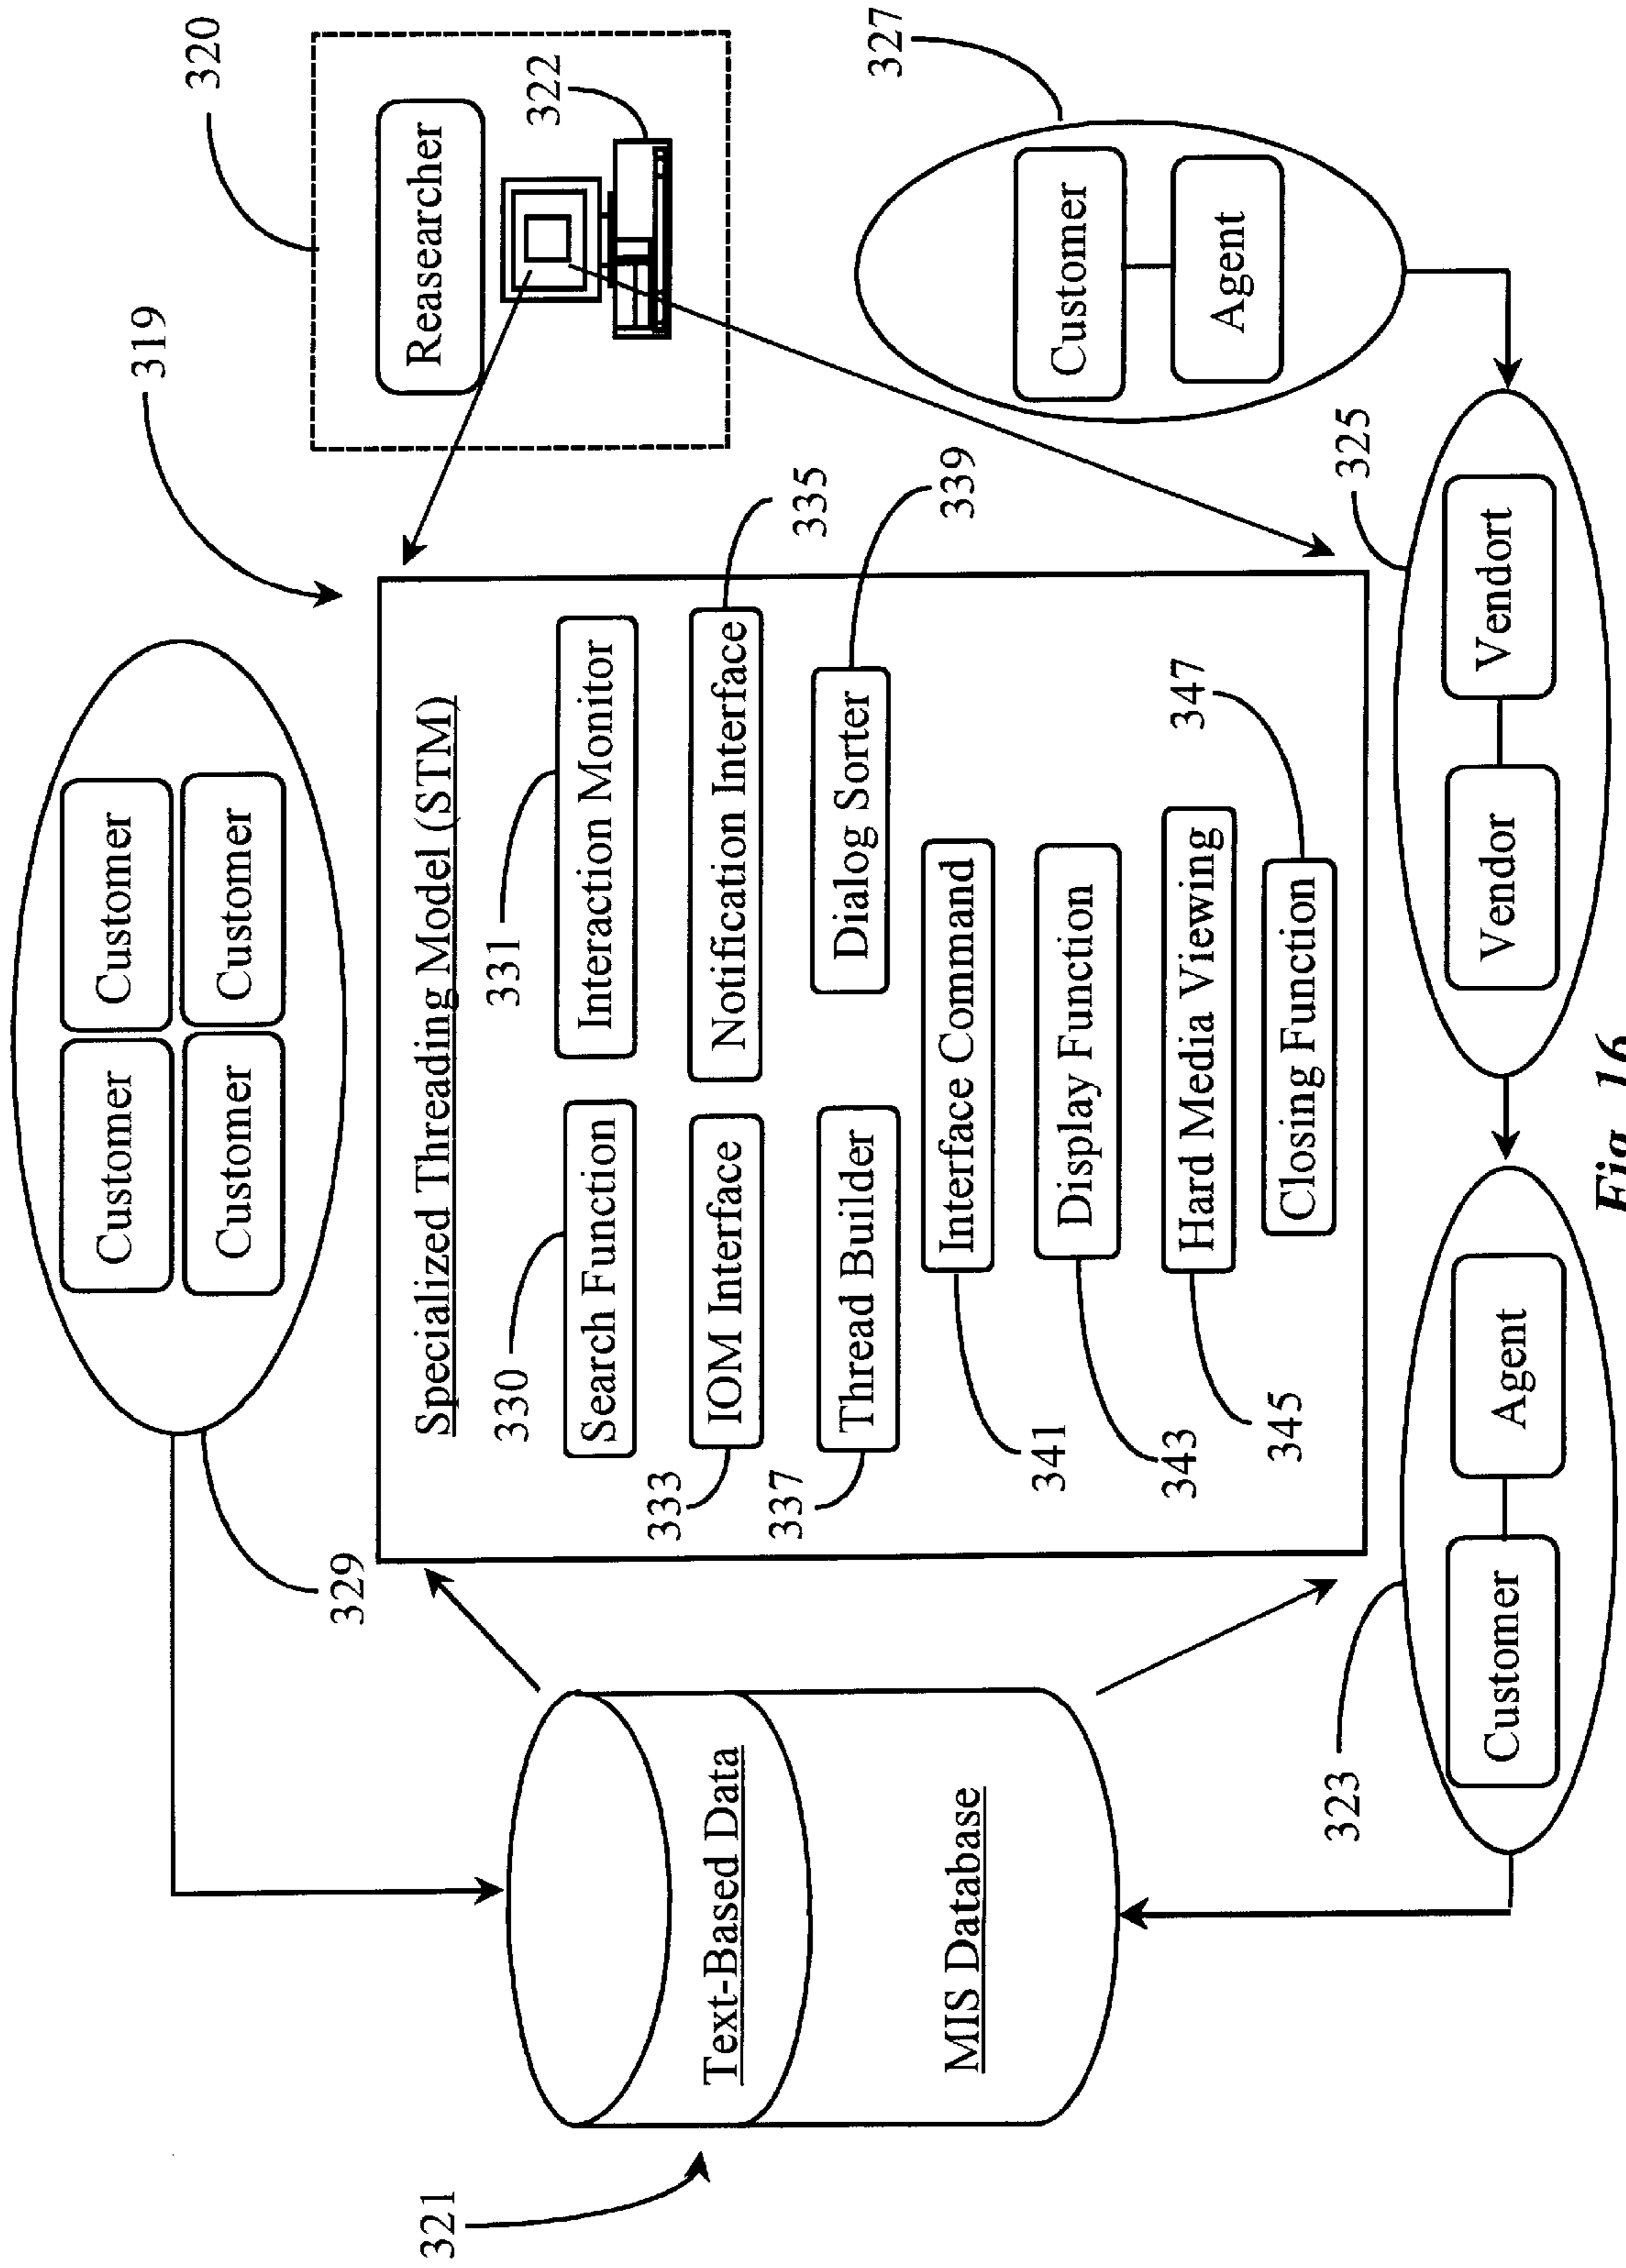 Customer Customer
319
320
Customer Customer
329
321
Specialized Threading Model (STM)
Reasearcher
330
331
322
Search Function
Interaction Monitor
333
Text-Based Data
IOM Interface
Notification Interface
337
335
Thread Builder
Dialog Sorter
327
339
MIS Database
Interface Command
341
Customer
Display Function
343
Hard Media Viewing
347
Agent
345
Closing Function
323
325
Customer
Agent
Vendor
Vendort
Fig. 16